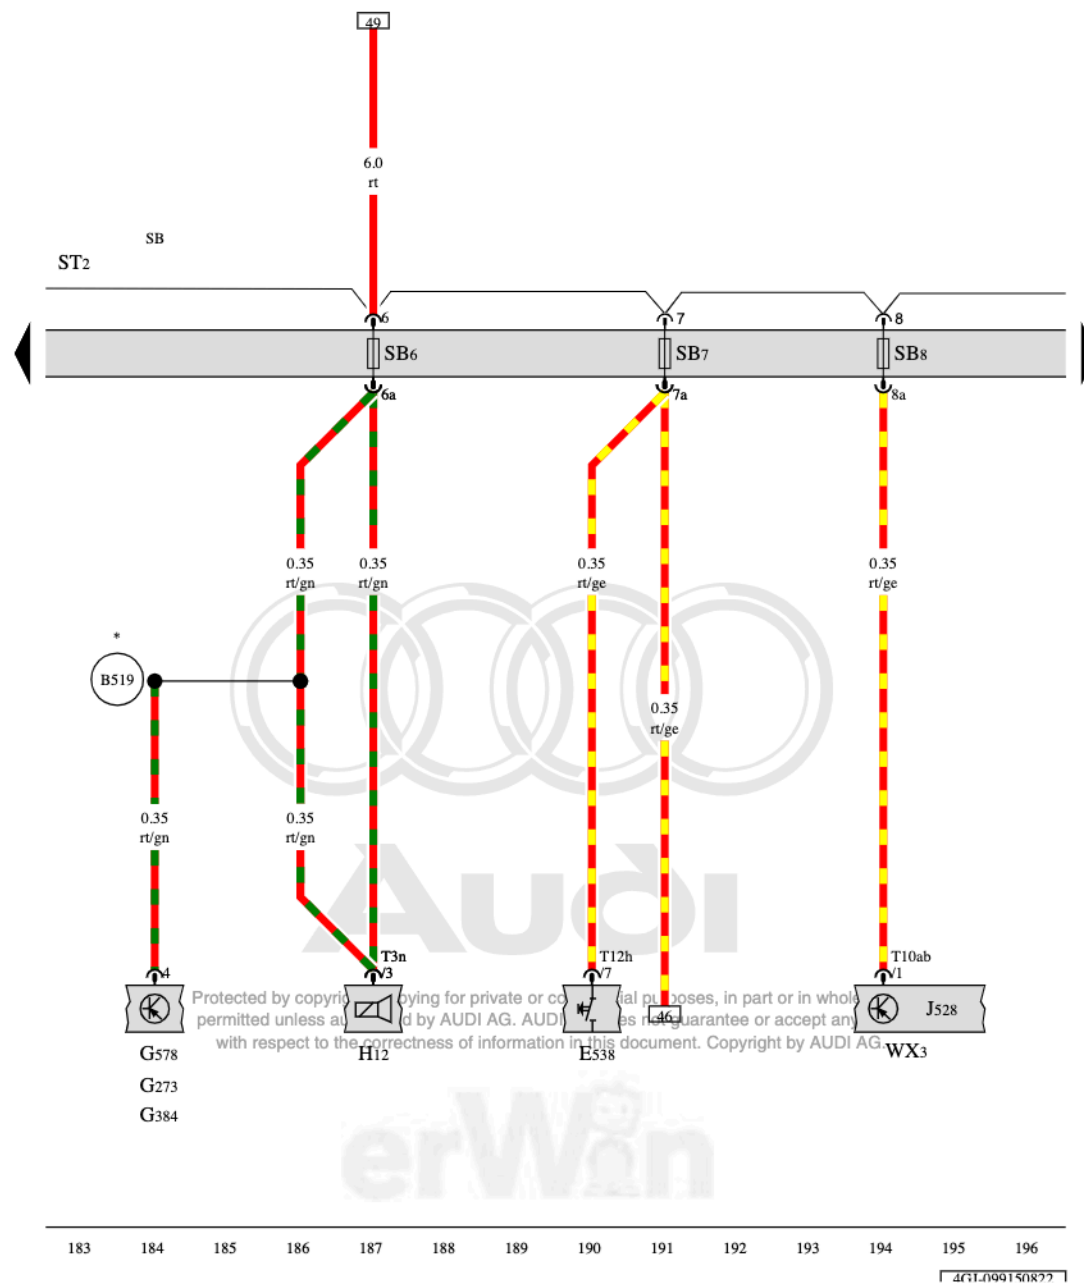 49
6.0
rt
SB
ST2
6 7 8
SB6 SB7 SB8
6a 7a 8a
0.35 0.35 0.35 0.35
rt/gn rt/gn rt/ge rt/ge
*
B519
0.35
rt/ge
0.35 0.35
rt/gn rt/gn
Audi
T3n T12h T10ab
4 /3 /7 /1
Protected by copyri ying for private or co ial pu poses, in part or in whole
J528
permitted unless au d by AUDI AG. AUDI es n guarantee or accept any
46
with respect to the correctness of information in this document. Copyright by AUDI AG.
G578 H12 E538 WX3
G273
G384
erWin
183 184 185 186 187 188 189 190 191 192 193 194 195 196
4GI-099150822